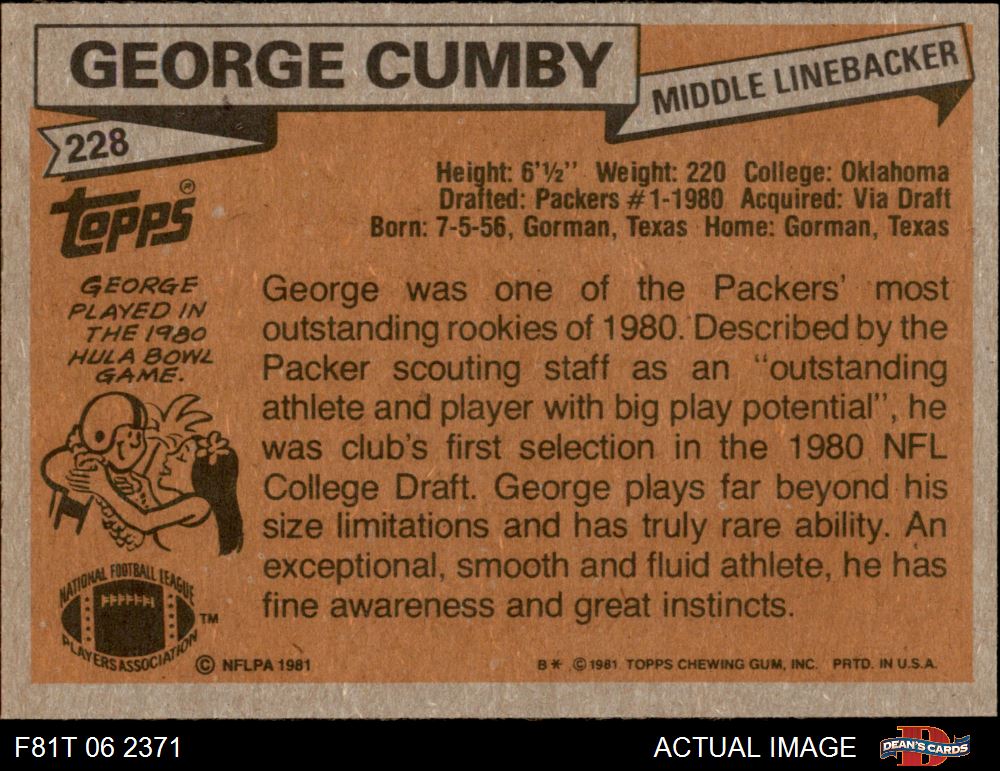 GEORGE CUMBY
MIDDLE LINEBACKER
228
TOPPS®
Height: 6'½'' Weight: 220 College: Oklahoma
Drafted: Packers #1-1980 Acquired: Via Draft
Born: 7-5-56, Gorman, Texas Home: Gorman, Texas
GEORGE
PLAYED IN
THE 1980
HULA BOWL
GAME.
George was one of the Packers' most
outstanding rookies of 1980. Described by the
Packer scouting staff as an "outstanding
athlete and player with big play potential", he
was club's first selection in the 1980 NFL
College Draft. George plays far beyond his
size limitations and has truly rare ability. An
exceptional, smooth and fluid athlete, he has
fine awareness and great instincts.
NATIONAL FOOTBALL LEAGUE
PLAYERS ASSOCIATION
TM
© NFLPA 1981
B* © 1981 TOPPS CHEWING GUM, INC. PRTD. IN U.S.A.
F81T 06 2371
ACTUAL IMAGE
DEAN'S CARDS